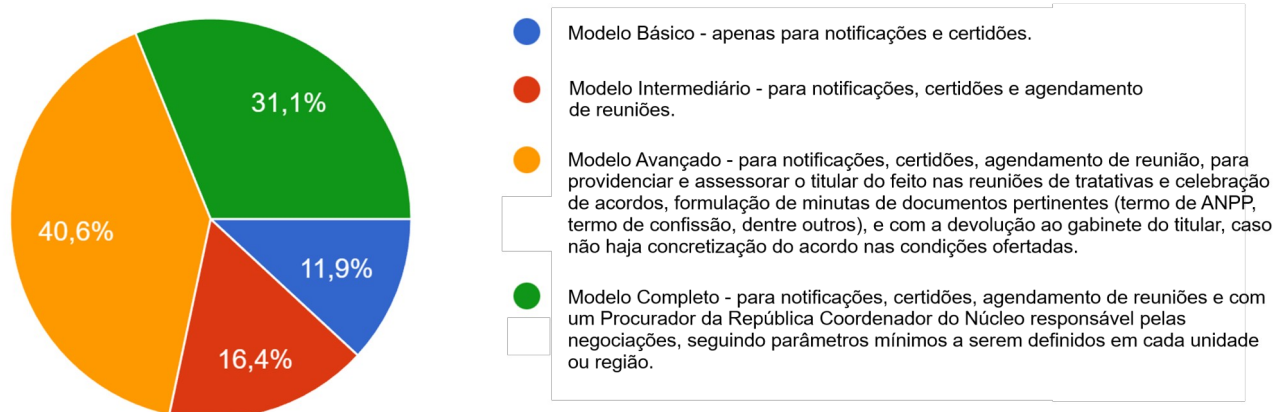 31,1%
40,6%
11,9%
16,4%
Modelo Básico - apenas para notificações e certidões.
Modelo Intermediário - para notificações, certidões e agendamento
de reuniões.
Modelo Avançado - para notificações, certidões, agendamento de reunião, para
providenciar e assessorar o titular do feito nas reuniões de tratativas e celebração
de acordos, formulação de minutas de documentos pertinentes (termo de ANPP,
termo de confissão, dentre outros), e com a devolução ao gabinete do titular, caso
não haja concretização do acordo nas condições ofertadas.
Modelo Completo - para notificações, certidões, agendamento de reuniões e com
um Procurador da República Coordenador do Núcleo responsável pelas
negociações, seguindo parâmetros mínimos a serem definidos em cada unidade
ou região.